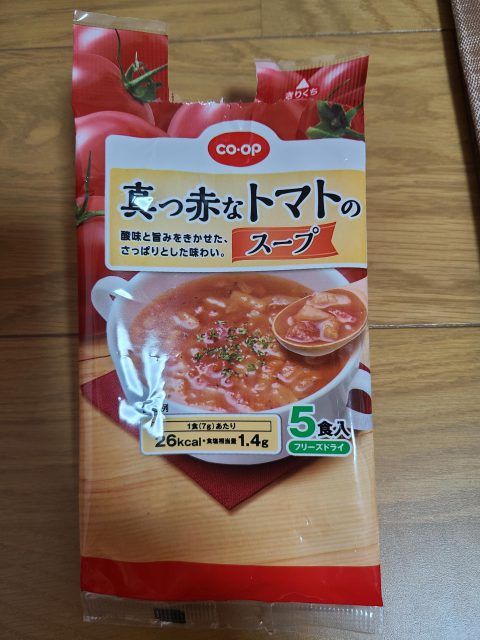 きりくち
CO・OP
真っ赤なトマトの
スープ
酸味と旨みをきかせた、
さっぱりとした味わい。
例
1食(7g)あたり
26kcal・食塩相当量 1.4g
5食入
フリーズドライ